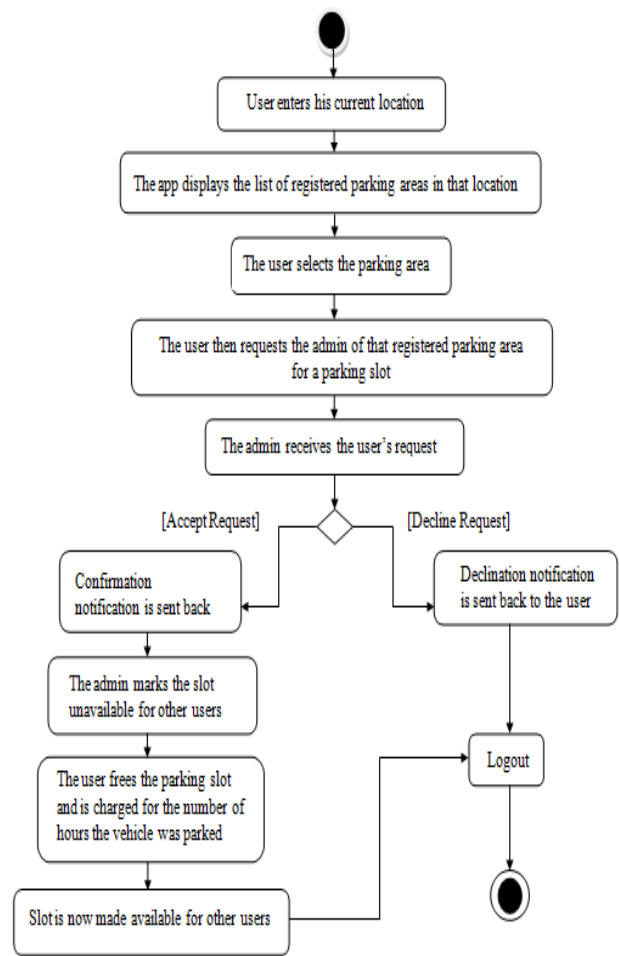 User enters his current location
The app displays the list of registered parking areas in that location
The user selects the parking area
The user then requests the admin of that registered parking area
for a parking slot
The admin receives the user's request
[Accept Request]
[Decline Request]
Confirmation
notification is sent back
Declination notification
is sent back to the user
The admin marks the slot
unavailable for other users
The user frees the parking slot
and is charged for the number of
hours the vehicle was parked
Logout
Slot is now made available for other users